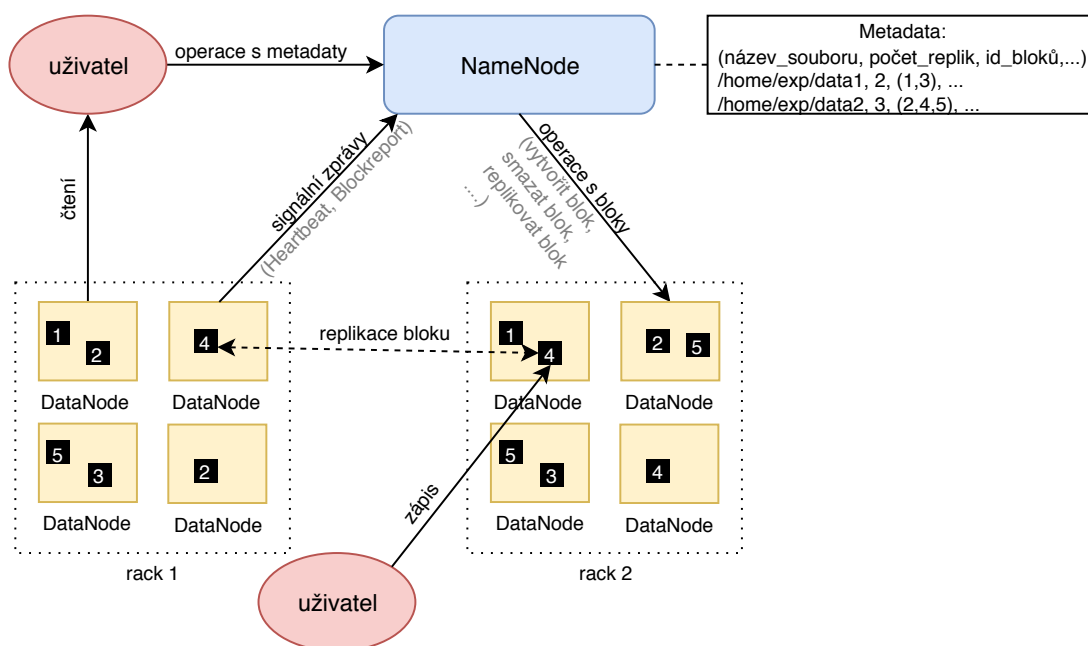 uživatel
operace s metadaty
NameNode
Metadata:
(název_souboru, počet_replik, id_bloků,...)
/home/exp/data1, 2, (1,3), ...
/home/exp/data2, 3, (2,4,5), ...
čtení
signální zprávy
(Heartbeat, Blockreport)
operace s bloky
(vytvořit blok,
smazat blok,
replikovat blok
....)
1
2
DataNode
4
DataNode
replikace bloku
1
4
DataNode
2
5
DataNode
5
3
DataNode
2
DataNode
5
3
DataNode
4
DataNode
zápis
rack 1
rack 2
uživatel